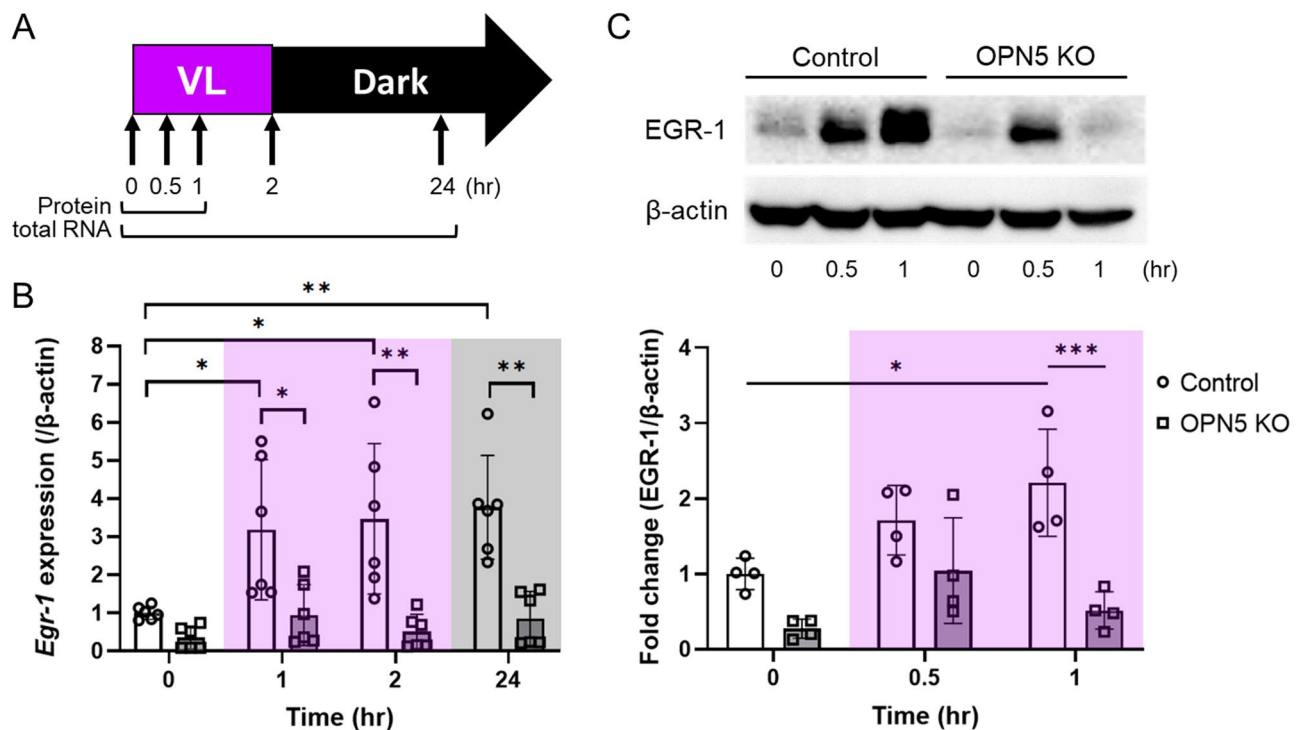 A
VL
Dark
0 0.5 1 2 24 (hr)
Protein
total RNA
C
Control OPN5 KO
EGR-1
β-actin
0 0.5 1 0 0.5 1 (hr)
B
**
*
*
**
**
*
Egr-1 expression (/β-actin)
8
7
6
5
4
3
2
1
0
0 1 2 24
Time (hr)
Fold change (EGR-1/β-actin)
4
3
2
1
0
*
***
0 0.5 1
Time (hr)
Control
OPN5 KO